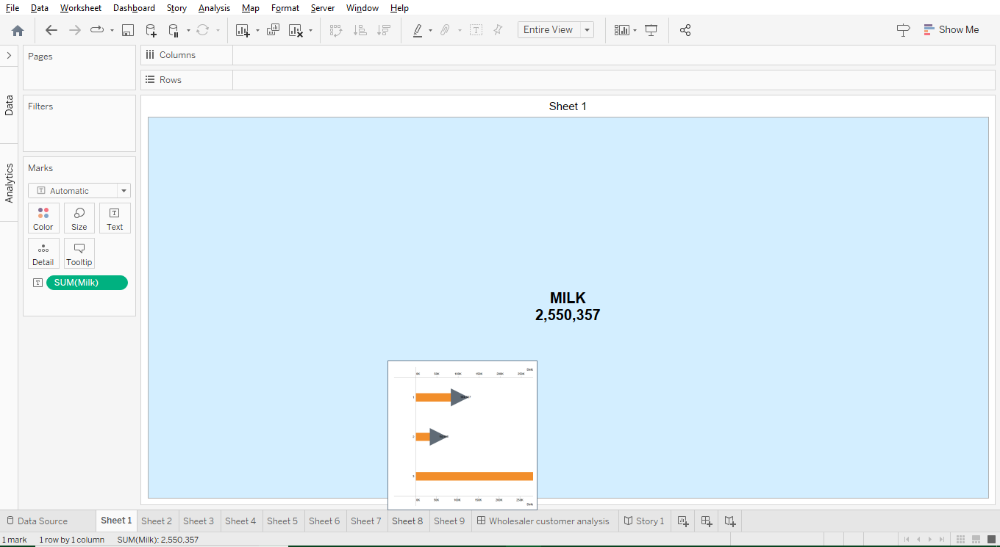 File Data Worksheet Dashboard Story Analysis Map Format Server Window Help
Entire View
Show Me
Pages
Columns
Rows
Data
Filters
Sheet 1
Analytics
Marks
Automatic
Color Size Text
Detail Tooltip
SUM(Milk)
MILK
2,550,357
0K 50K 100K 150K 200K 250K
1
2
3
0K 50K 100K 150K 200K 250K
Data Source Sheet 1 Sheet 2 Sheet 3 Sheet 4 Sheet 5 Sheet 6 Sheet 7 Sheet 8 Sheet 9 Wholesaler customer analysis Story 1
1 mark 1 row by 1 column SUM(Milk): 2,550,357